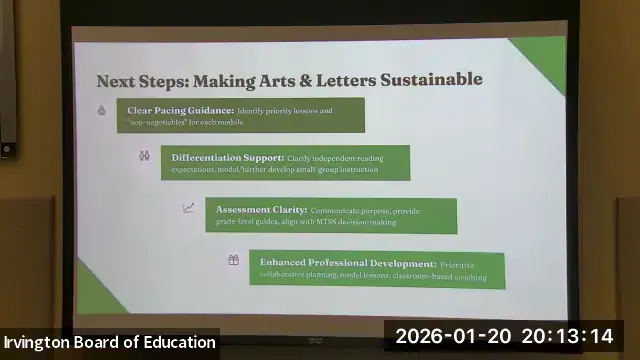 Next Steps: Making Arts & Letters Sustainable
Clear Pacing Guidance: Identify priority lessons and
"non-negotiables" for each module
Differentiation Support: Clarify independent reading
expectations, model/further develop small-group instruction
Assessment Clarity: Communicate purpose, provide
grade-level guides, align with MTSS decision-making
Enhanced Professional Development: Prioritize
collaborative planning, model lessons, classroom-based coaching
Irvington Board of Education
2026-01-20 20:13:14